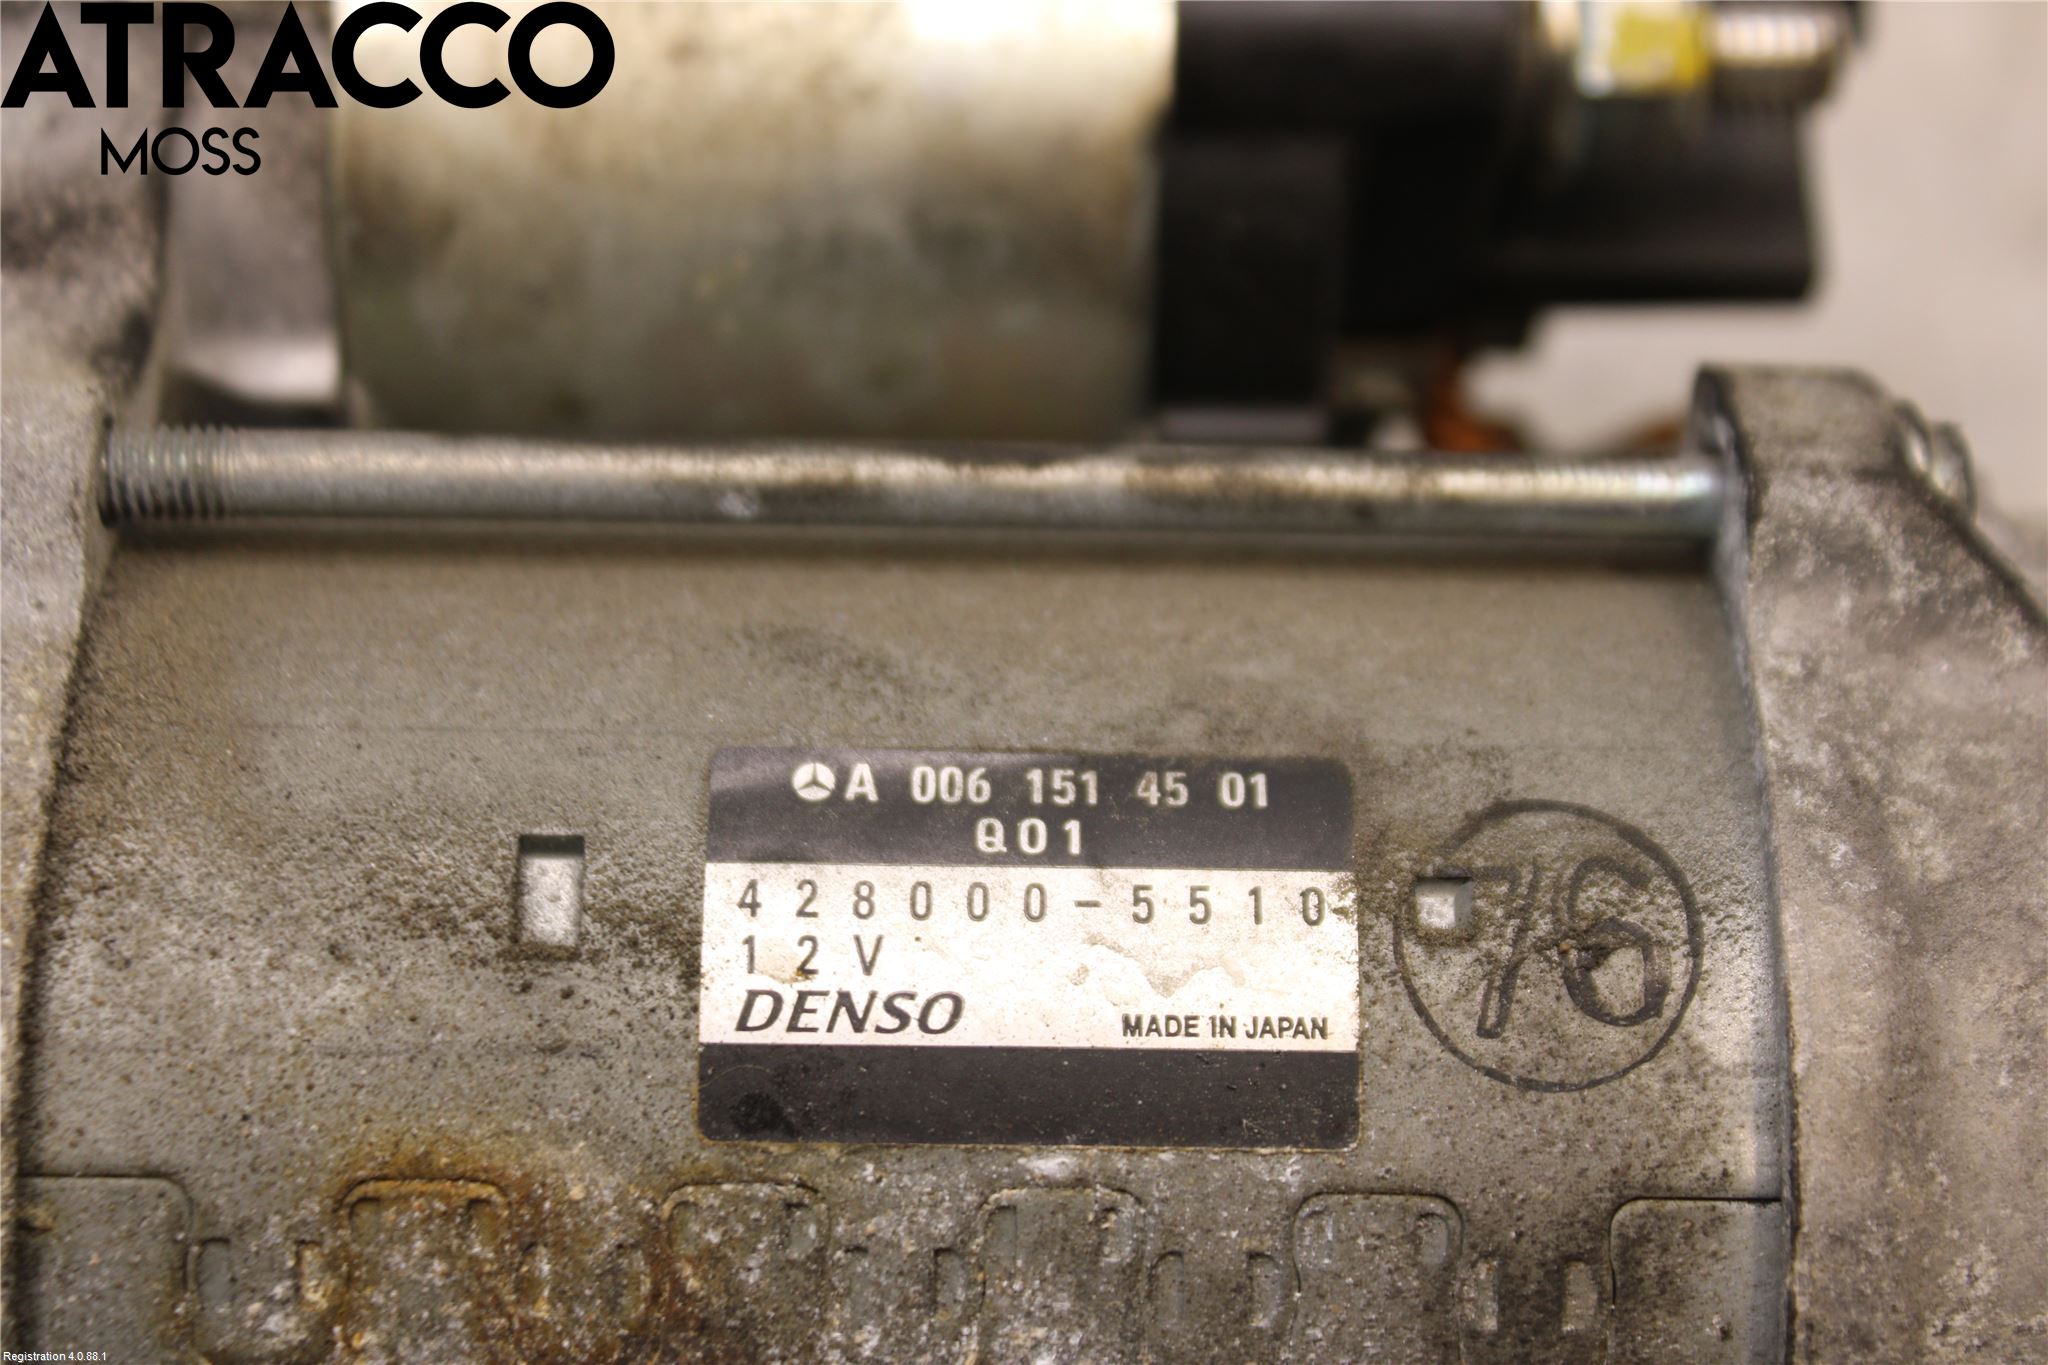 ATRACCO
MOSS
A 006 151 45 01
Q01
428000-5510
12V
DENSO
MADE IN JAPAN
76
Registration 4.0.88.1